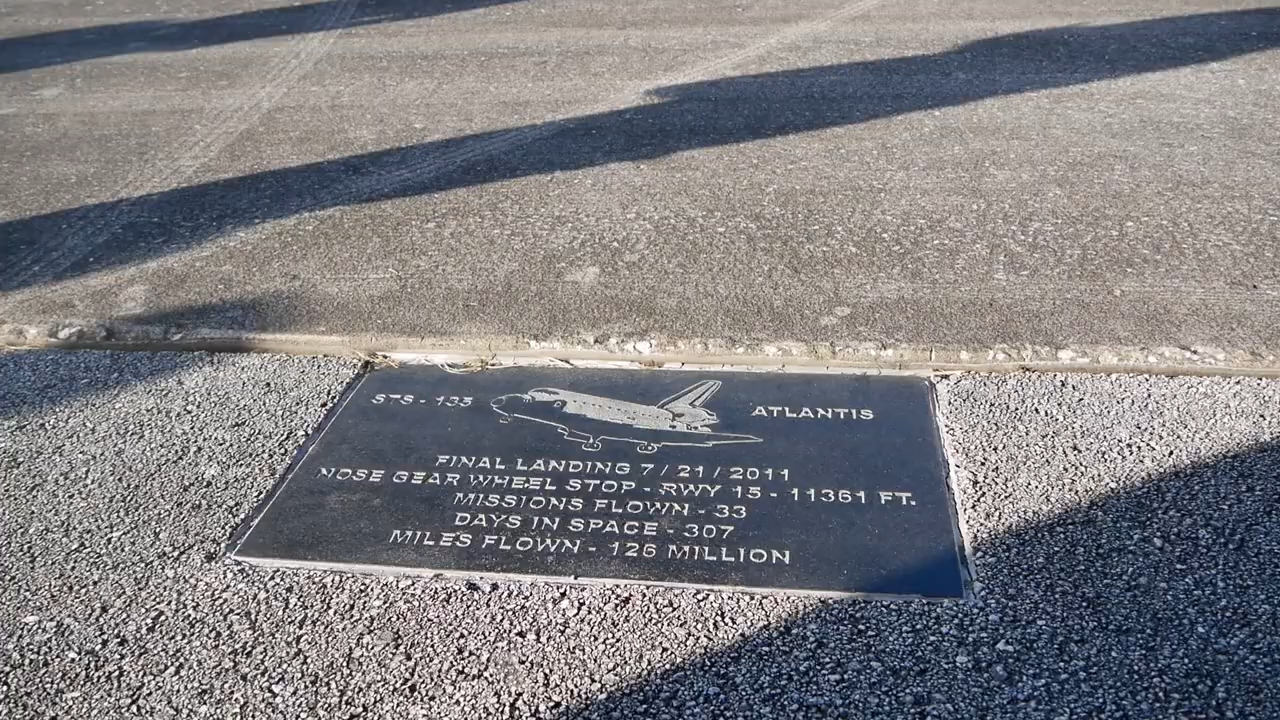 STS - 135 ATLANTIS
FINAL LANDING 7 / 21 / 2011
NOSE GEAR WHEEL STOP - RWY 15 - 11361 FT.
MISSIONS FLOWN - 33
DAYS IN SPACE - 307
MILES FLOWN - 126 MILLION